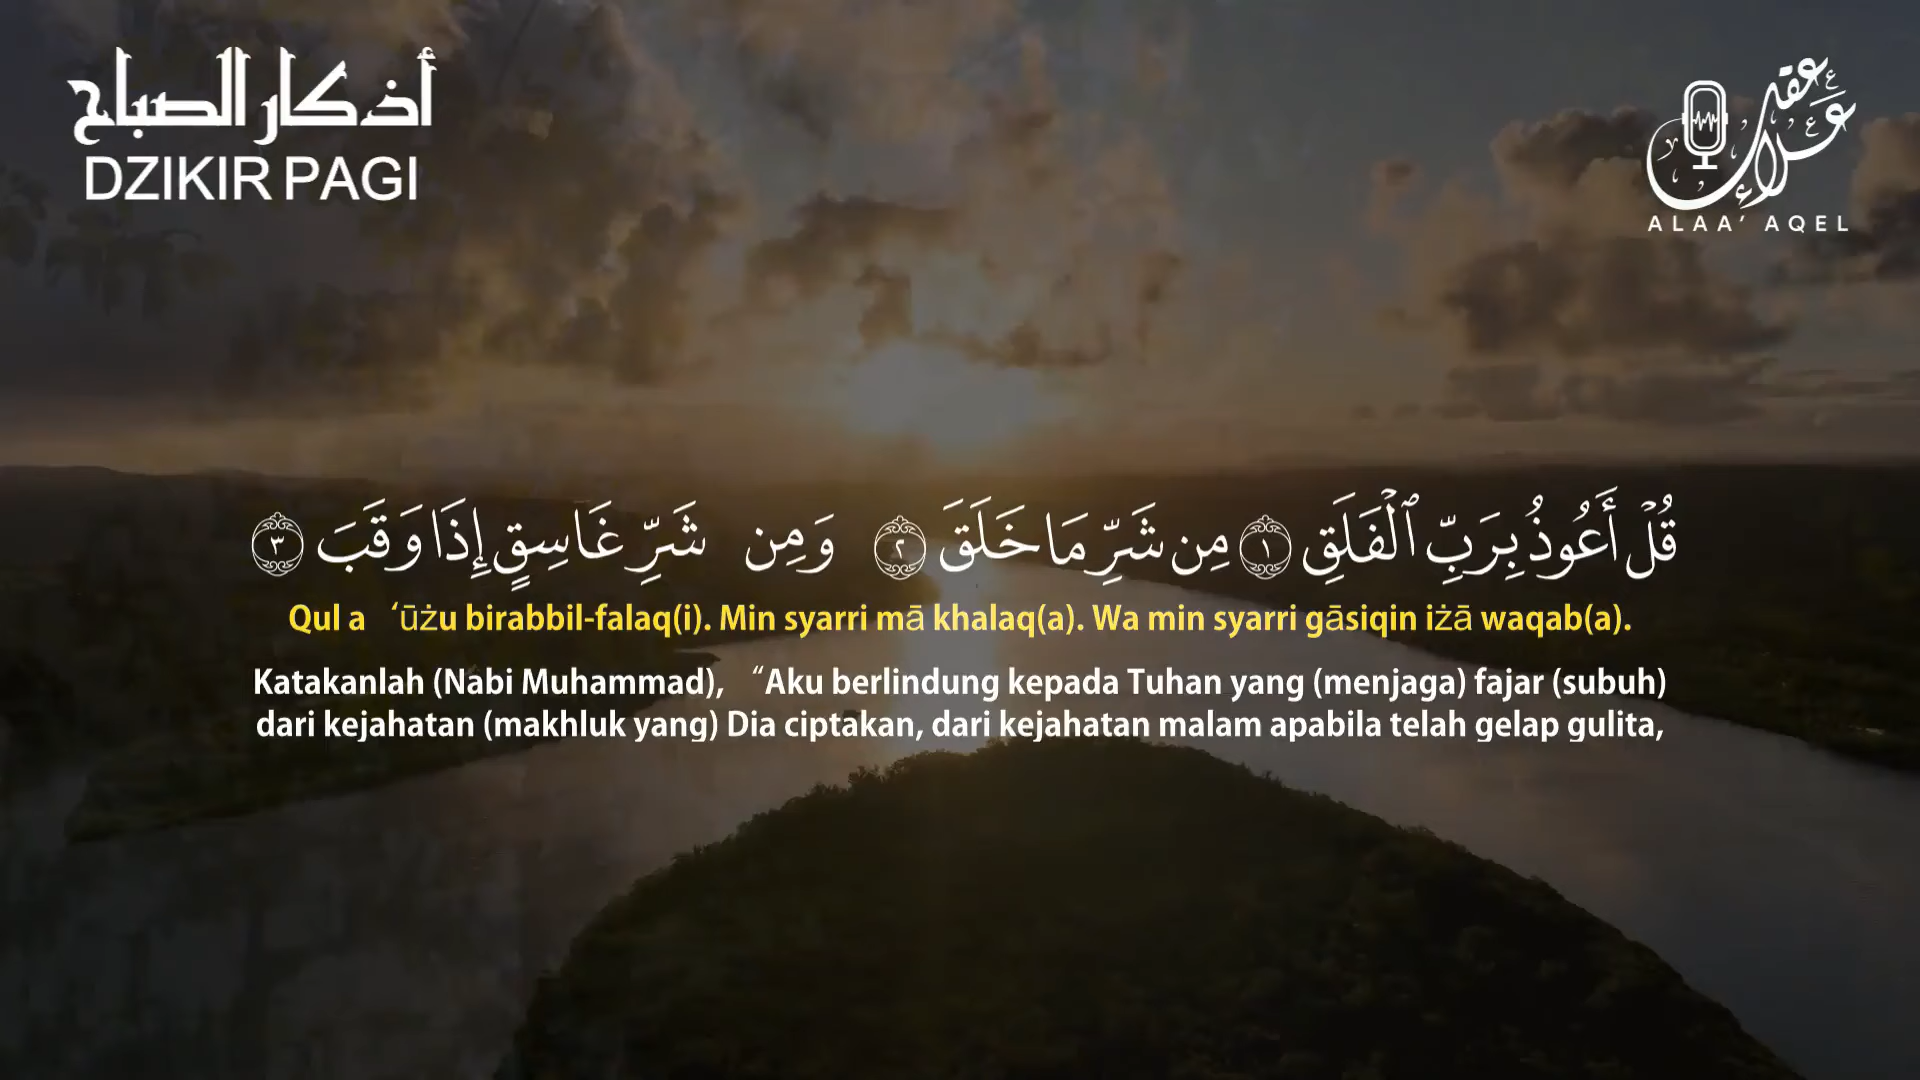 أذكار الصباح
DZIKIR PAGI
علاء عقل
ALAA' AQEL
قُلْ أَعُوذُ بِرَبِّ ٱلْفَلَقِ ١ مِن شَرِّ مَا خَلَقَ ٢ وَمِن شَرِّ غَاسِقٍ إِذَا وَقَبَ ٣
Qul a ‘ūżu birabbil-falaq(i). Min syarri mā khalaq(a). Wa min syarri gāsiqin iżā waqab(a).
Katakanlah (Nabi Muhammad), “Aku berlindung kepada Tuhan yang (menjaga) fajar (subuh)
dari kejahatan (makhluk yang) Dia ciptakan, dari kejahatan malam apabila telah gelap gulita,